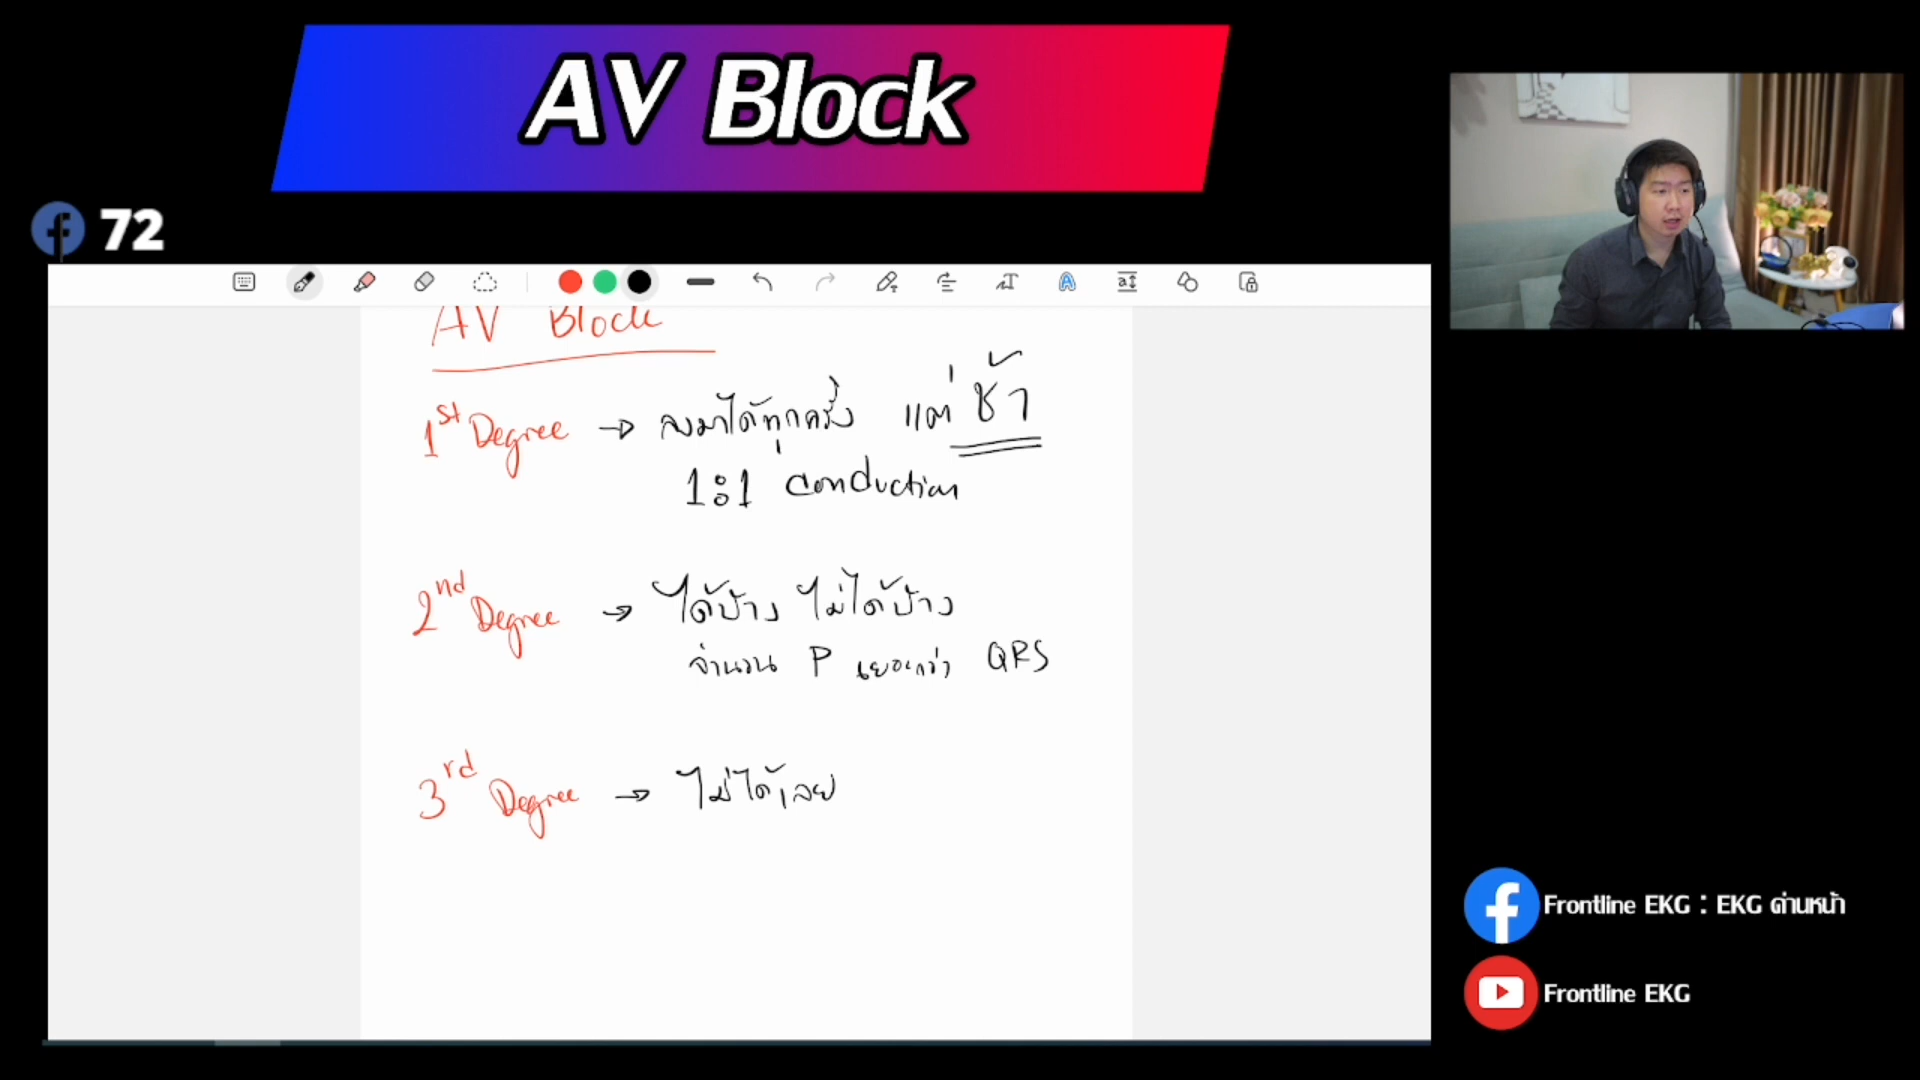 AV Block
72
AV Block
1st Degree → ลงมาได้ทุกครั้ง แต่ ช้า
1:1 conduction
2nd Degree → ได้บ้าง ไม่ได้บ้าง
จำนวน P เยอะกว่า QRS
3rd Degree → ไม่ได้เลย
Frontline EKG : EKG ด่านหน้า
Frontline EKG